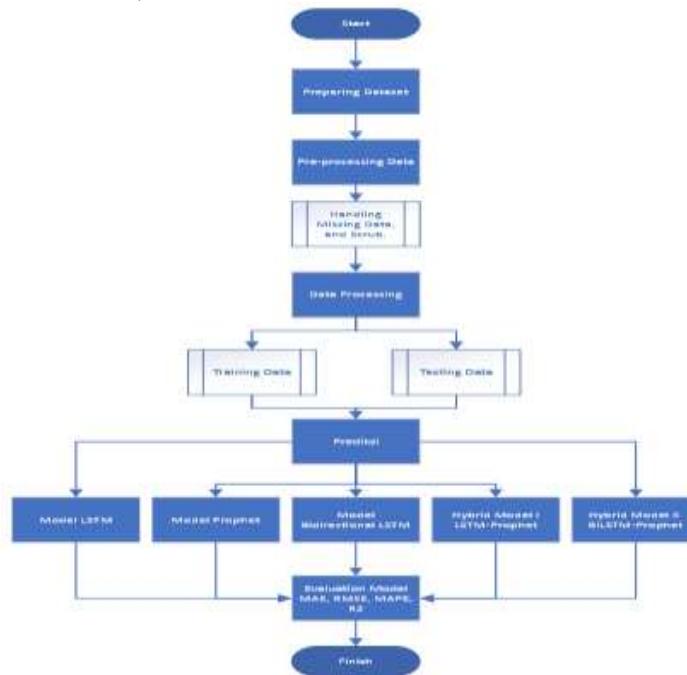 Start
Preparing Dataset
Pre-processing Data
Handling
Missing Data,
and Scrub.
Data Processing
Training Data
Testing Data
Prediksi
Model LSTM
Model Prophet
Model
Bidirectional LSTM
Hybrid Model I
LSTM-Prophet
Hybrid Model II
BiLSTM-Prophet
Evaluation Model
MAE, RMSE, MAPE,
R2
Finish